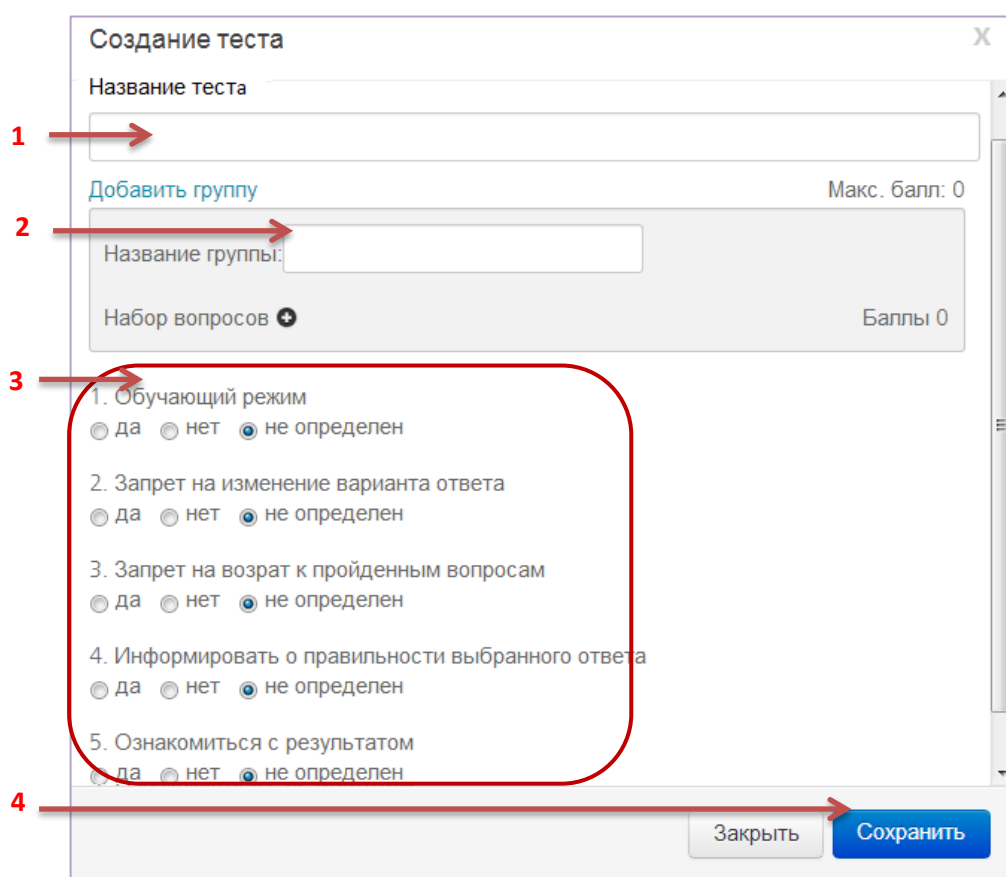 Создание теста X
Название теста
1
Добавить группу Макс. балл: 0
2
Название группы:
Набор вопросов Баллы 0
3
1. Обучающий режим
да нет не определен
2. Запрет на изменение варианта ответа
да нет не определен
3. Запрет на возрат к пройденным вопросам
да нет не определен
4. Информировать о правильности выбранного ответа
да нет не определен
5. Ознакомиться с результатом
да нет не определен
4
Закрыть Сохранить